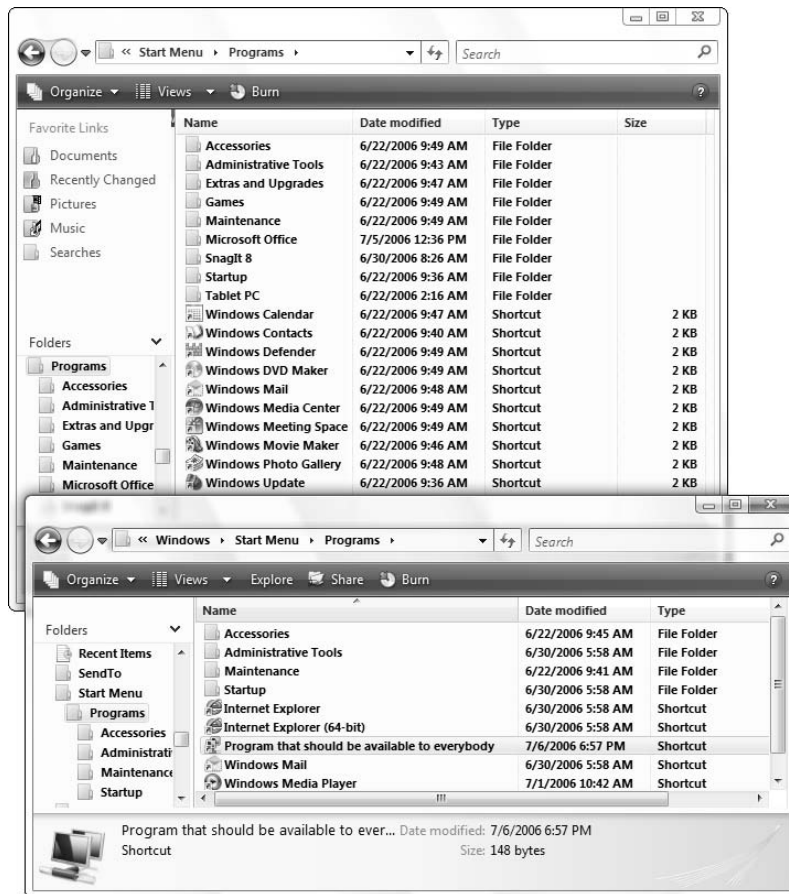 « Start Menu › Programs ›
Search
Organize Views Burn ?
Favorite Links
Documents
Recently Changed
Pictures
Music
Searches
Folders
Programs
Accessories
Administrative T
Extras and Upgr
Games
Maintenance
Microsoft Office
Name Date modified Type Size
Accessories 6/22/2006 9:49 AM File Folder
Administrative Tools 6/22/2006 9:43 AM File Folder
Extras and Upgrades 6/22/2006 9:47 AM File Folder
Games 6/22/2006 9:49 AM File Folder
Maintenance 6/22/2006 9:49 AM File Folder
Microsoft Office 7/5/2006 12:36 PM File Folder
SnagIt 8 6/30/2006 8:26 AM File Folder
Startup 6/22/2006 9:36 AM File Folder
Tablet PC 6/22/2006 2:16 AM File Folder
Windows Calendar 6/22/2006 9:47 AM Shortcut 2 KB
Windows Contacts 6/22/2006 9:40 AM Shortcut 2 KB
Windows Defender 6/22/2006 9:49 AM Shortcut 2 KB
Windows DVD Maker 6/22/2006 9:49 AM Shortcut 2 KB
Windows Mail 6/22/2006 9:48 AM Shortcut 2 KB
Windows Media Center 6/22/2006 9:49 AM Shortcut 2 KB
Windows Meeting Space 6/22/2006 9:49 AM Shortcut 2 KB
Windows Movie Maker 6/22/2006 9:46 AM Shortcut 2 KB
Windows Photo Gallery 6/22/2006 9:48 AM Shortcut 2 KB
Windows Update 6/22/2006 9:36 AM Shortcut 2 KB
« Windows › Start Menu › Programs ›
Search
Organize Views Explore Share Burn ?
Folders
Recent Items
SendTo
Start Menu
Programs
Accessories
Administrati
Maintenance
Startup
Name Date modified Type
Accessories 6/22/2006 9:45 AM File Folder
Administrative Tools 6/30/2006 5:58 AM File Folder
Maintenance 6/22/2006 9:41 AM File Folder
Startup 6/30/2006 5:58 AM File Folder
Internet Explorer 6/30/2006 5:58 AM Shortcut
Internet Explorer (64-bit) 6/30/2006 5:58 AM Shortcut
Program that should be available to everybody 7/6/2006 6:57 PM Shortcut
Windows Mail 6/30/2006 5:58 AM Shortcut
Windows Media Player 7/1/2006 10:42 AM Shortcut
Program that should be available to ever... Date modified: 7/6/2006 6:57 PM
Shortcut Size: 148 bytes